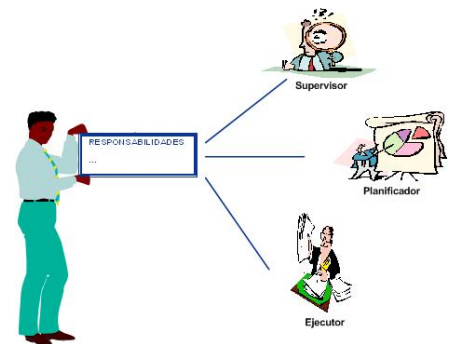 Supervisor
RESPONSABILIDADES
...
Planificador
Ejecutor